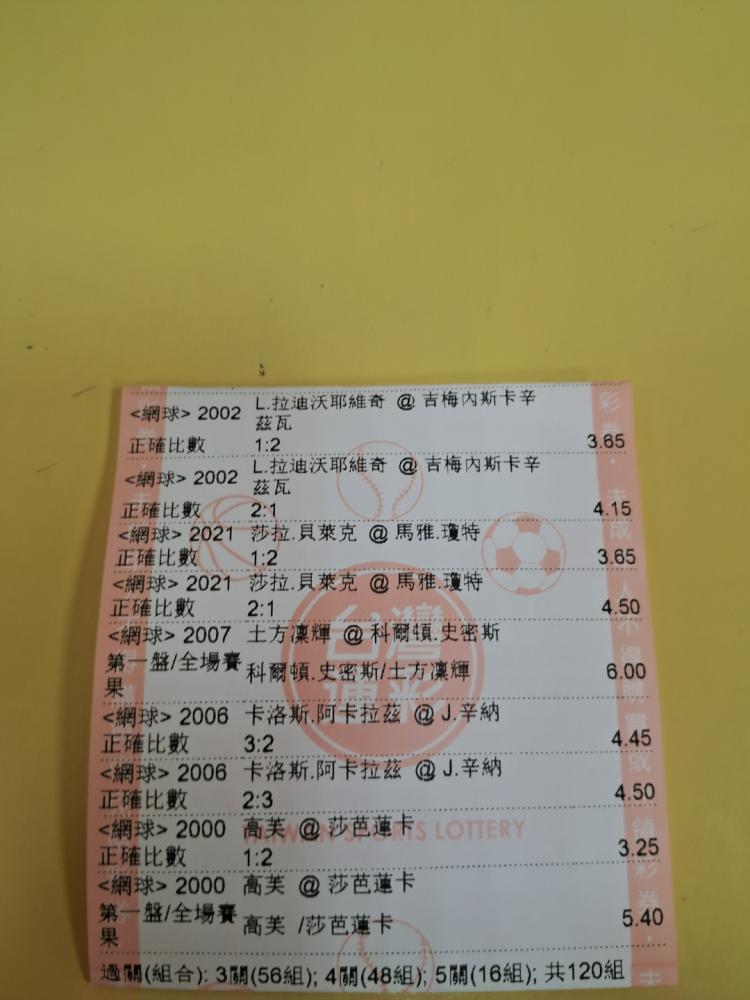 <網球> 2002 L.拉迪沃耶維奇 @ 吉梅內斯卡辛
茲瓦
正確比數 1:2 3.65
<網球> 2002 L.拉迪沃耶維奇 @ 吉梅內斯卡辛
茲瓦
正確比數 2:1 4.15
<網球> 2021 莎拉.貝萊克 @ 馬雅.瓊特
正確比數 1:2 3.65
<網球> 2021 莎拉.貝萊克 @ 馬雅.瓊特
正確比數 2:1 4.50
<網球> 2007 土方凜輝 @ 科爾頓.史密斯
第一盤/全場賽 科爾頓.史密斯/土方凜輝 6.00
果
<網球> 2006 卡洛斯.阿卡拉茲 @ J.辛納
正確比數 3:2 4.45
<網球> 2006 卡洛斯.阿卡拉茲 @ J.辛納
正確比數 2:3 4.50
<網球> 2000 高芙 @ 莎芭蓮卡
正確比數 1:2 3.25
<網球> 2000 高芙 @ 莎芭蓮卡
第一盤/全場賽 高芙 /莎芭蓮卡 5.40
果
過關(組合): 3關(56組); 4關(48組); 5關(16組); 共120組
台灣
運彩
TAIWAN SPORTS LOTTERY